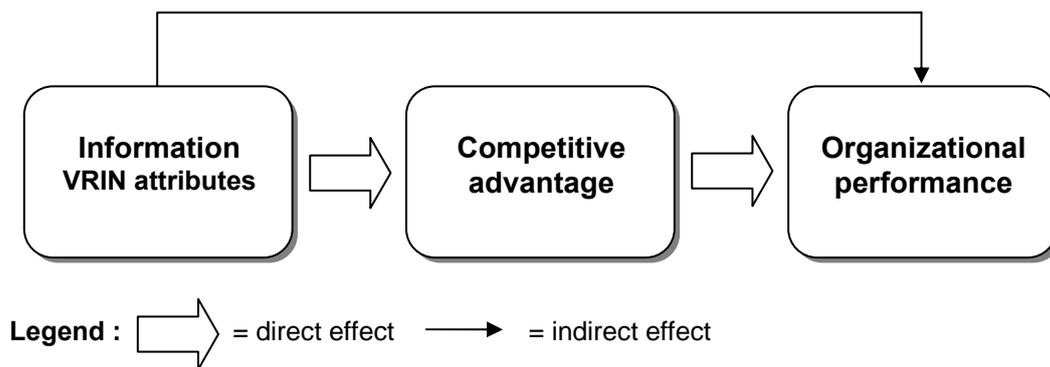 Information
VRIN attributes
Competitive
advantage
Organizational
performance
Legend : = direct effect = indirect effect